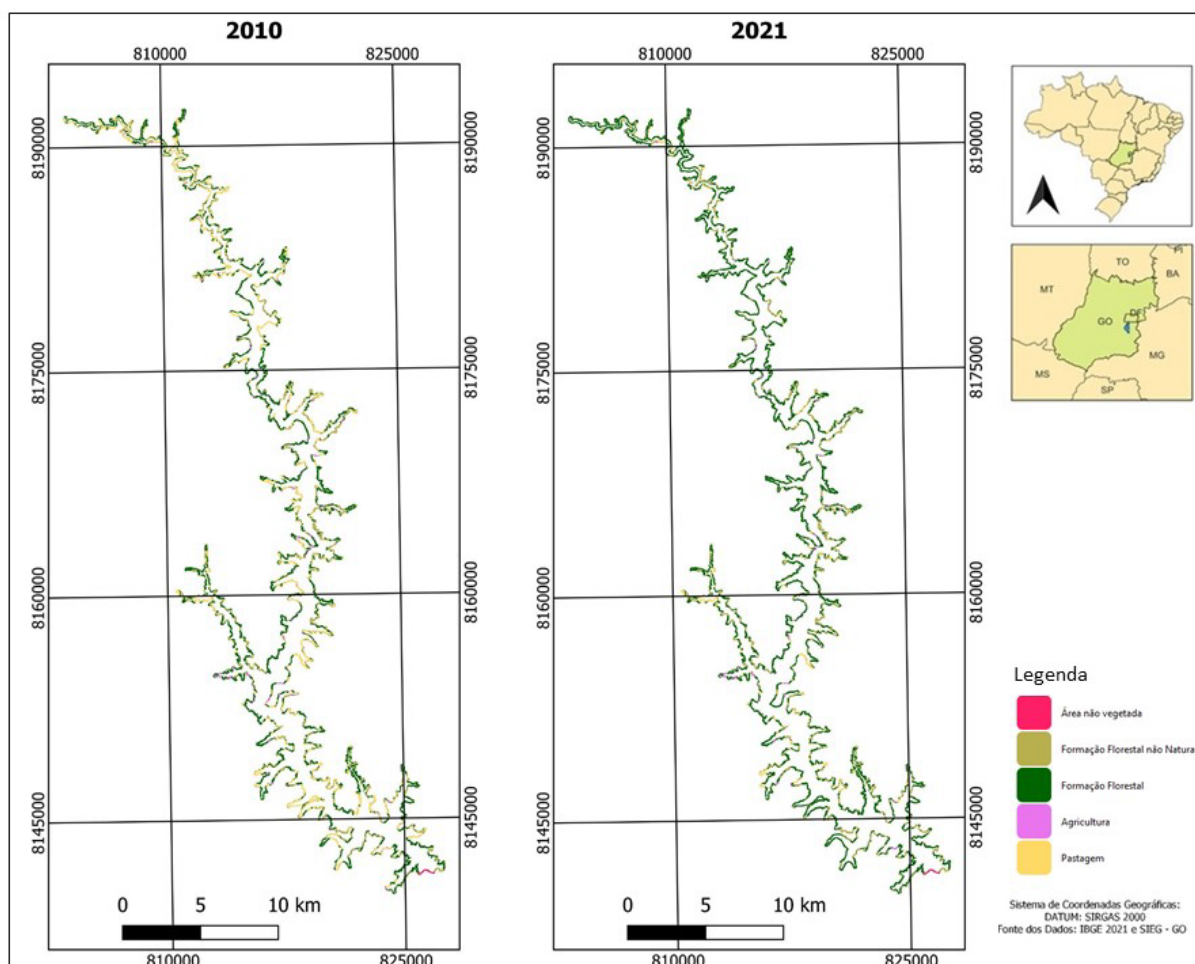 2010
2021
810000
825000
810000
825000
8190000
8190000
8190000
8190000
8175000
8175000
8175000
8175000
8160000
8160000
8160000
8160000
8145000
8145000
8145000
8145000
0 5 10 km
0 5 10 km
810000
825000
810000
825000
TO
PI
BA
MT
GO
DF
MG
MS
SP
Legenda
Área não vegetada
Formação Florestal não Natura
Formação Florestal
Agricultura
Pastagem
Sistema de Coordenadas Geográficas:
DATUM: SIRGAS 2000
Fonte dos Dados: IBGE 2021 e SIEG - GO